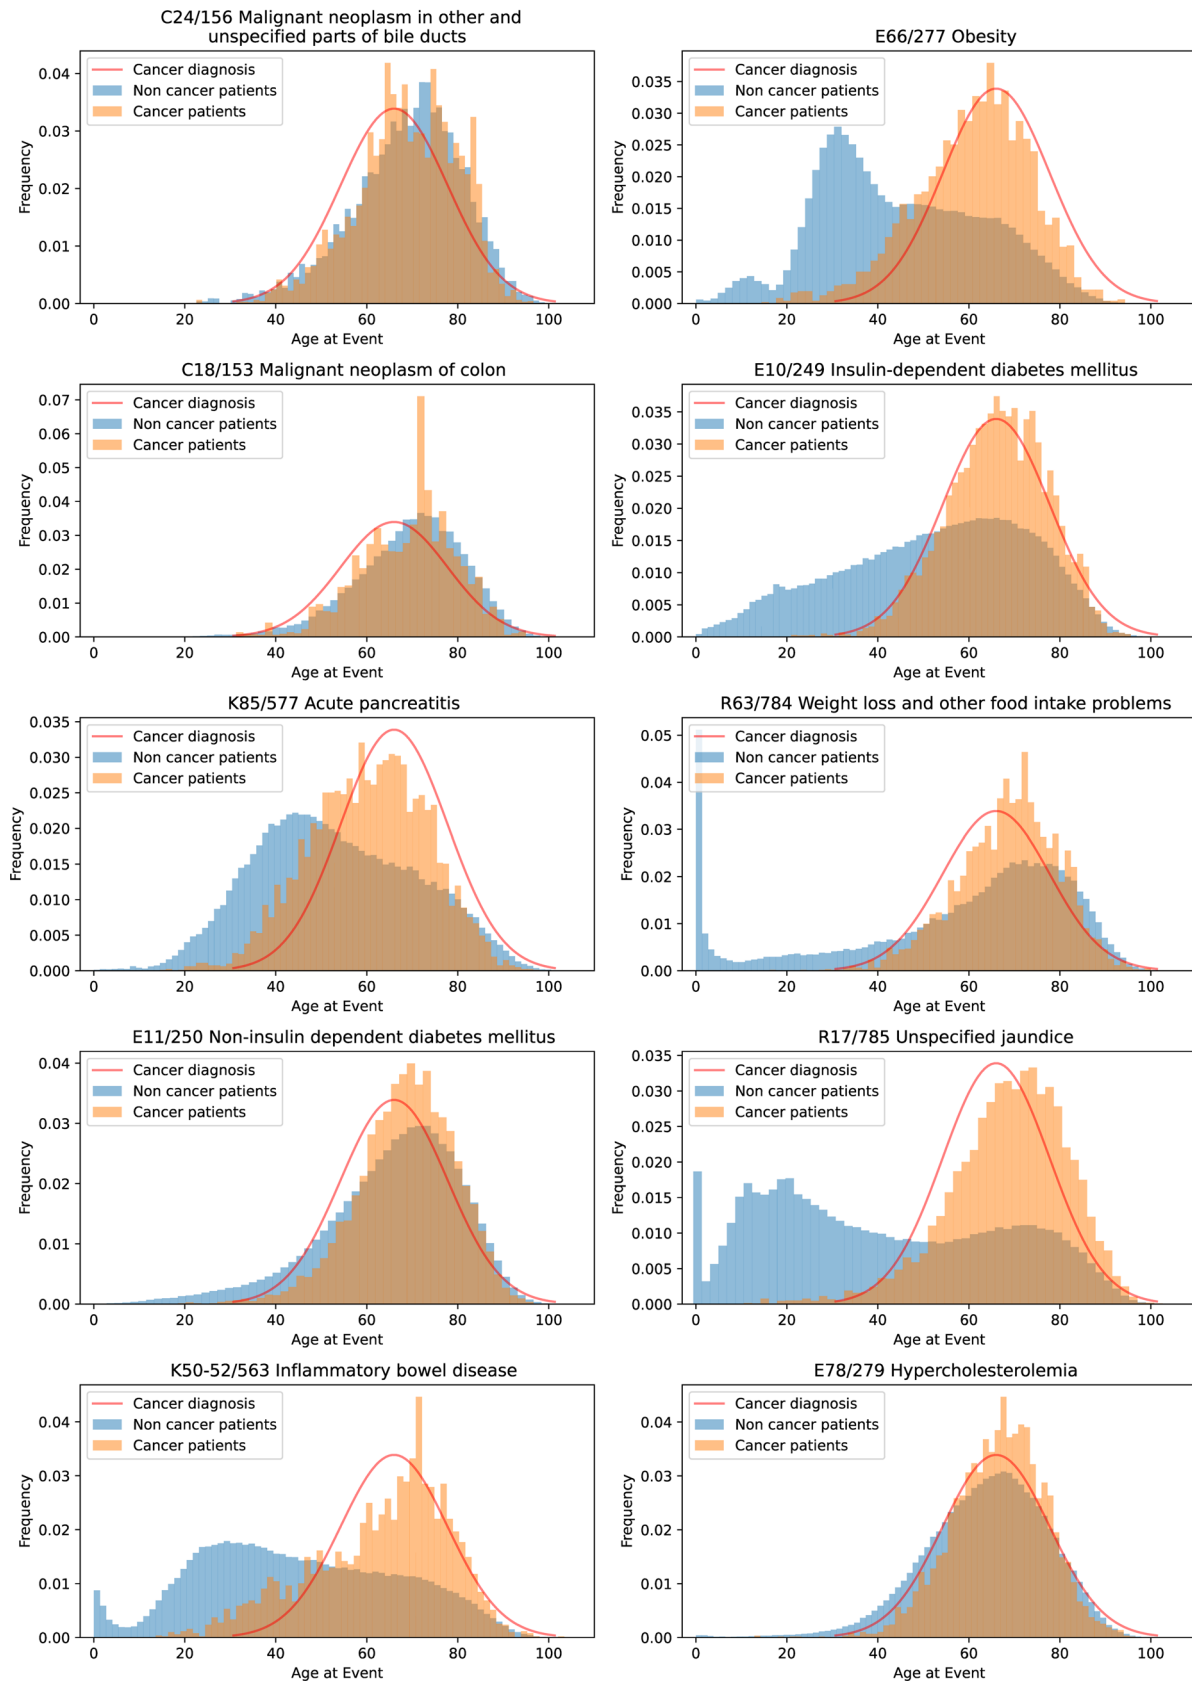 C24/156 Malignant neoplasm in other and
unspecified parts of bile ducts
Cancer diagnosis
Non cancer patients
Cancer patients
0.04
0.03
0.02
0.01
0.00
Frequency
0 20 40 60 80 100
Age at Event
E66/277 Obesity
Cancer diagnosis
Non cancer patients
Cancer patients
0.035
0.030
0.025
0.020
0.015
0.010
0.005
0.000
Frequency
0 20 40 60 80 100
Age at Event
C18/153 Malignant neoplasm of colon
Cancer diagnosis
Non cancer patients
Cancer patients
0.07
0.06
0.05
0.04
0.03
0.02
0.01
0.00
Frequency
0 20 40 60 80 100
Age at Event
E10/249 Insulin-dependent diabetes mellitus
Cancer diagnosis
Non cancer patients
Cancer patients
0.035
0.030
0.025
0.020
0.015
0.010
0.005
0.000
Frequency
0 20 40 60 80 100
Age at Event
K85/577 Acute pancreatitis
Cancer diagnosis
Non cancer patients
Cancer patients
0.035
0.030
0.025
0.020
0.015
0.010
0.005
0.000
Frequency
0 20 40 60 80 100
Age at Event
R63/784 Weight loss and other food intake problems
Cancer diagnosis
Non cancer patients
Cancer patients
0.05
0.04
0.03
0.02
0.01
0.00
Frequency
0 20 40 60 80 100
Age at Event
E11/250 Non-insulin dependent diabetes mellitus
Cancer diagnosis
Non cancer patients
Cancer patients
0.04
0.03
0.02
0.01
0.00
Frequency
0 20 40 60 80 100
Age at Event
R17/785 Unspecified jaundice
Cancer diagnosis
Non cancer patients
Cancer patients
0.035
0.030
0.025
0.020
0.015
0.010
0.005
0.000
Frequency
0 20 40 60 80 100
Age at Event
K50-52/563 Inflammatory bowel disease
Cancer diagnosis
Non cancer patients
Cancer patients
0.04
0.03
0.02
0.01
0.00
Frequency
0 20 40 60 80 100
Age at Event
E78/279 Hypercholesterolemia
Cancer diagnosis
Non cancer patients
Cancer patients
0.04
0.03
0.02
0.01
0.00
Frequency
0 20 40 60 80 100
Age at Event